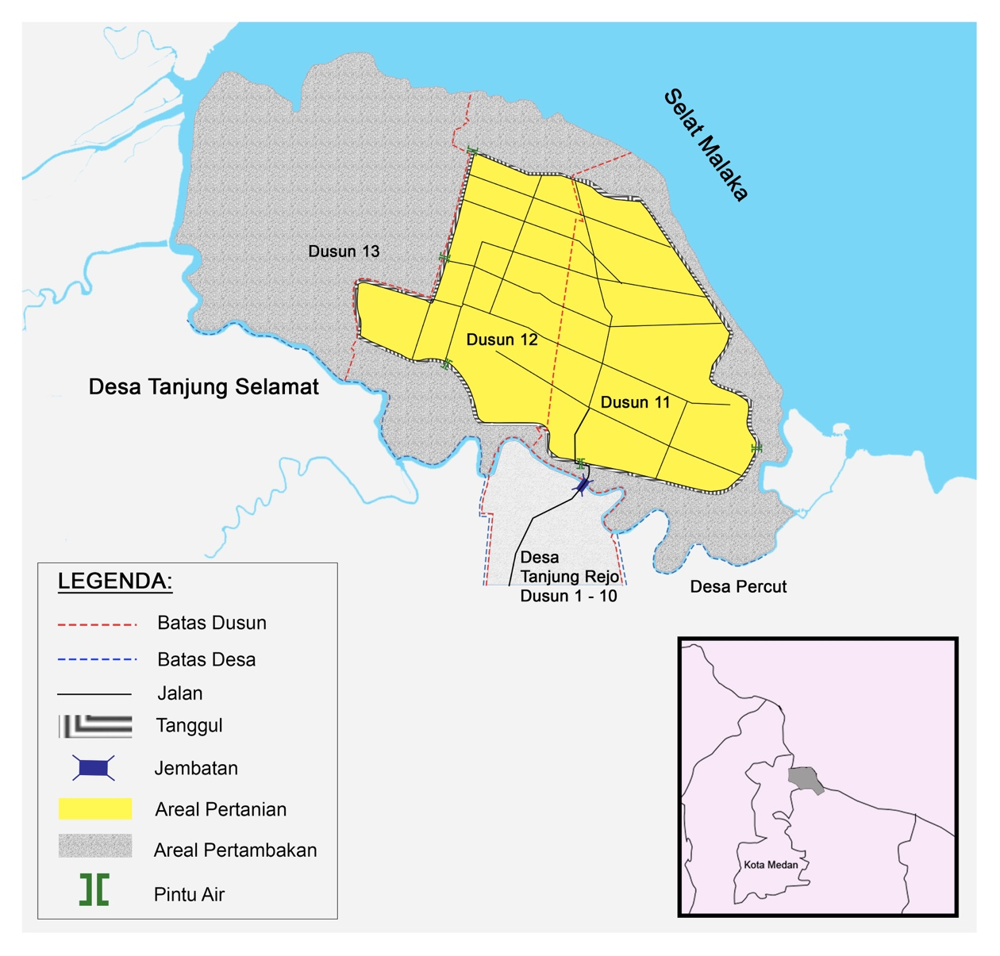 Selat Malaka
Dusun 13
Dusun 12
Desa Tanjung Selamat
Dusun 11
Desa
Tanjung Rejo
Dusun 1 - 10
Desa Percut
LEGENDA:
Batas Dusun
Batas Desa
Jalan
Tanggul
Jembatan
Areal Pertanian
Areal Pertambakan
Pintu Air
Kota Medan